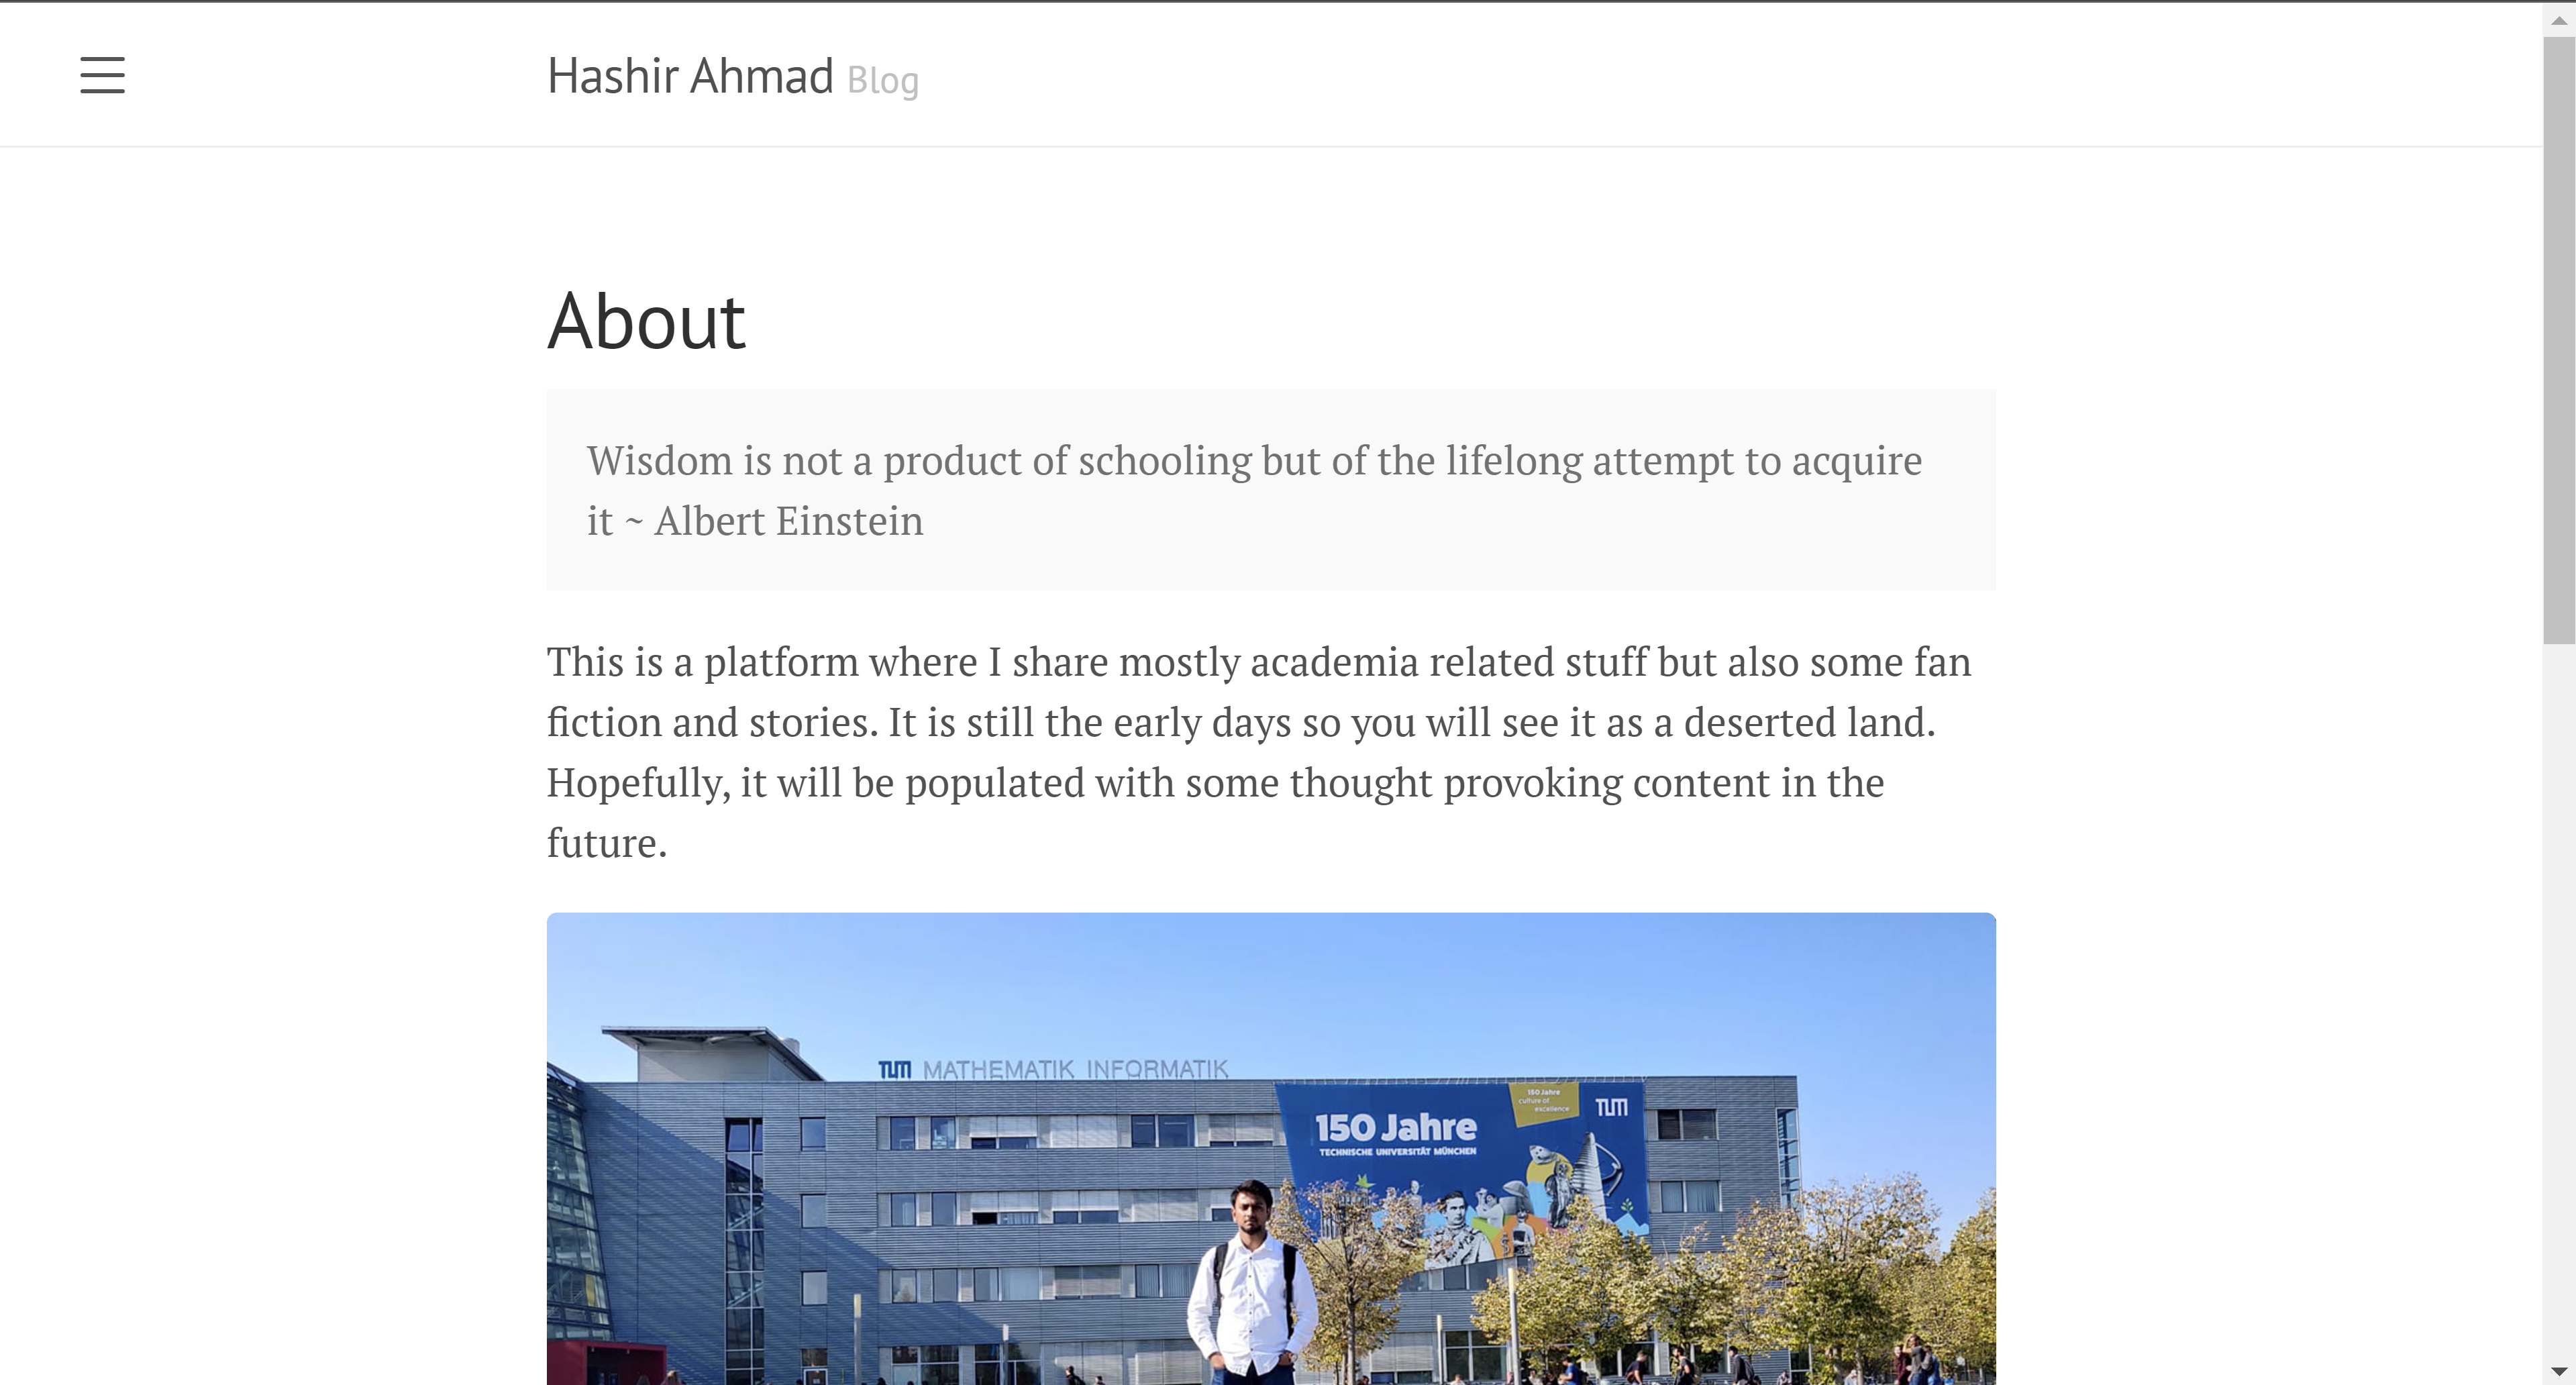 Hashir Ahmad Blog
About
Wisdom is not a product of schooling but of the lifelong attempt to acquire
it ~ Albert Einstein
This is a platform where I share mostly academia related stuff but also some fan
fiction and stories. It is still the early days so you will see it as a deserted land.
Hopefully, it will be populated with some thought provoking content in the
future.
TUM MATHEMATIK INFORMATIK
150 Jahre
culture of
excellence
TUM
150 Jahre
TECHNISCHE UNIVERSITÄT MÜNCHEN